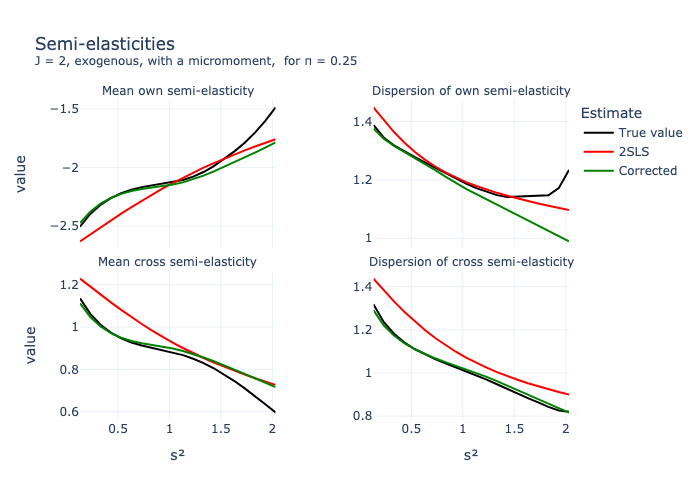 Semi-elasticities
J = 2, exogenous, with a micromoment,  for π = 0.25
Mean own semi-elasticity
Dispersion of own semi-elasticity
−1.5
−2
−2.5
value
1.4
1.2
1
Estimate
True value
2SLS
Corrected
Mean cross semi-elasticity
Dispersion of cross semi-elasticity
1.2
1
0.8
0.6
value
0.5
1
1.5
2
s²
1.4
1.2
1
0.8
0.5
1
1.5
2
s²